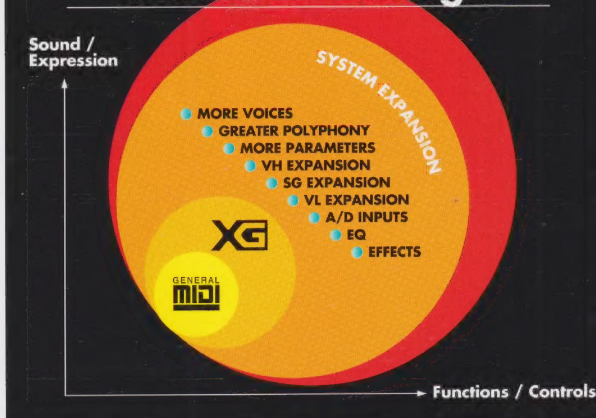 Sound /
Expression
SYSTEM EXPANSION
MORE VOICES
GREATER POLYPHONY
MORE PARAMETERS
VH EXPANSION
SG EXPANSION
VL EXPANSION
A/D INPUTS
EQ
EFFECTS
XG
GENERAL
MIDI
Functions / Controls